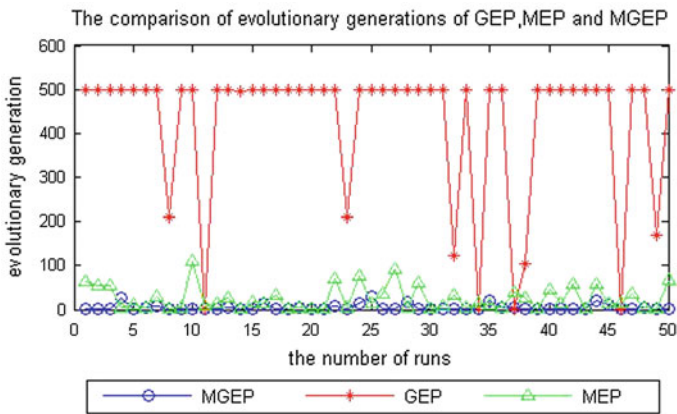 The comparison of evolutionary generations of GEP,MEP and MGEP
600
500
400
300
200
100
0
evolutionary generation
0 5 10 15 20 25 30 35 40 45 50
the number of runs
MGEP GEP MEP